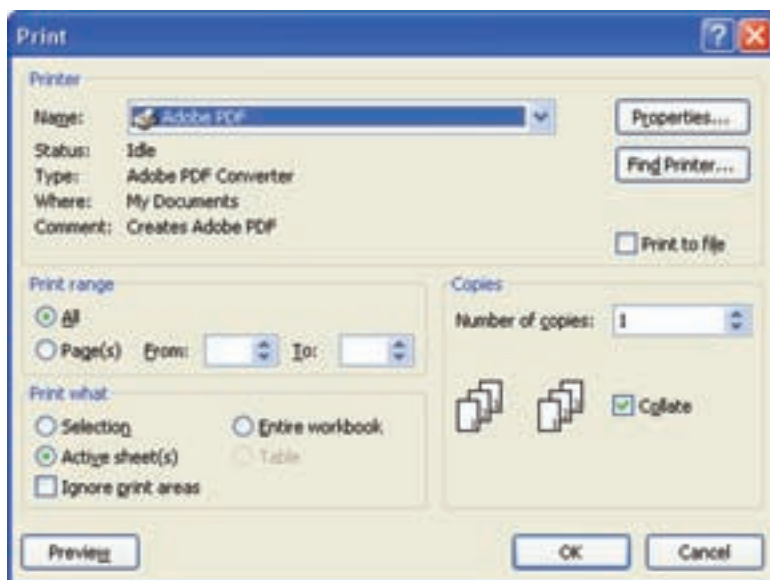 Print
Printer
Name: Adobe PDF
Properties...
Status: Idle
Find Printer...
Type: Adobe PDF Converter
Where: My Documents
Comment: Creates Adobe PDF
Print to file
Print range
All
Page(s) From: To:
Copies
Number of copies: 1
Collate
Print what
Selection
Entire workbook
Active sheet(s)
Table
Ignore print areas
Preview
OK
Cancel